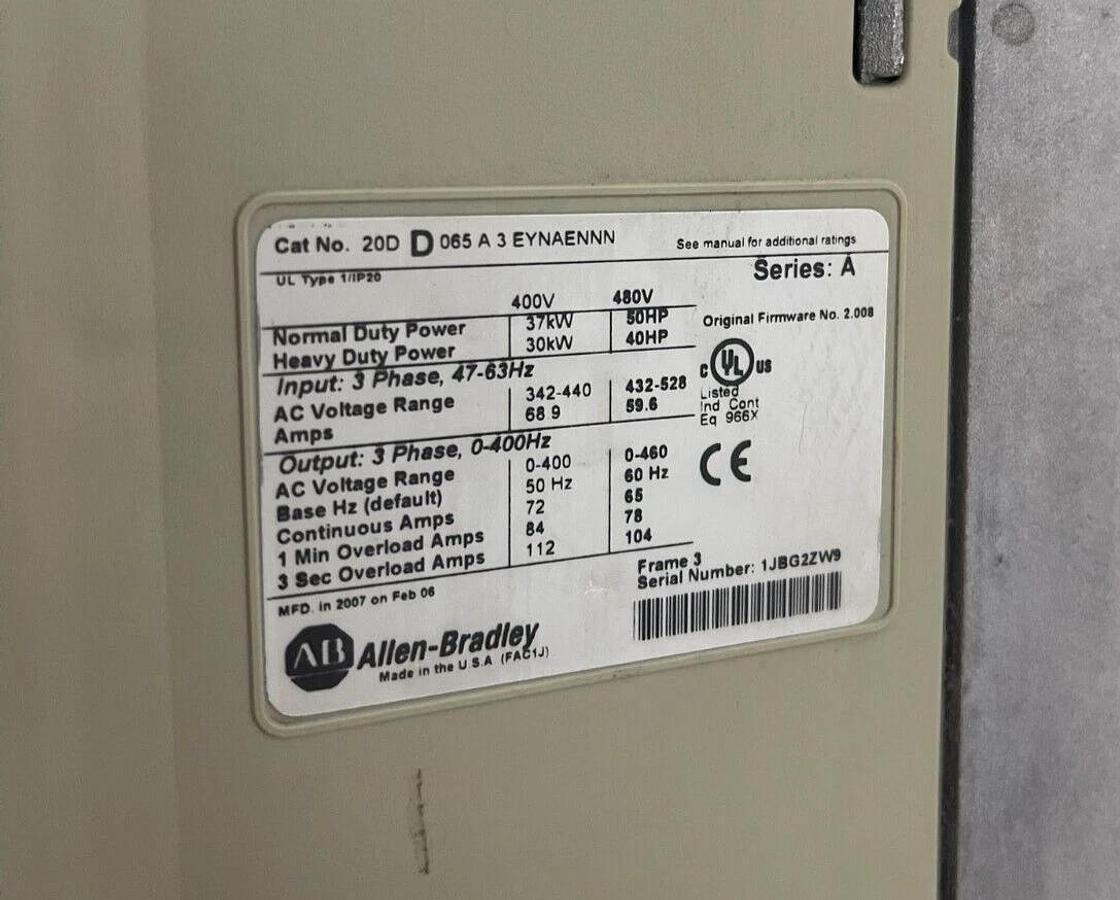 Cat No. 20D D 065 A 3 EYNAENNN See manual for additional ratings
UL Type 1/IP20 Series: A
400V 480V
Normal Duty Power 37kW 50HP Original Firmware No. 2.008
Heavy Duty Power 30kW 40HP
Input: 3 Phase, 47-63Hz
C UL US
AC Voltage Range 342-440 432-528 Listed
Amps 68 9 59.6 Ind Cont
Eq 966X
Output: 3 Phase, 0-400Hz
CE
AC Voltage Range 0-400 0-460
Base Hz (default) 50 Hz 60 Hz
Continuous Amps 72 65
1 Min Overload Amps 84 78
3 Sec Overload Amps 112 104
Frame 3
MFD. in 2007 on Feb 06 Serial Number: 1JBG2ZW9
AB Allen-Bradley
Made in the U.S.A (FAC1J)